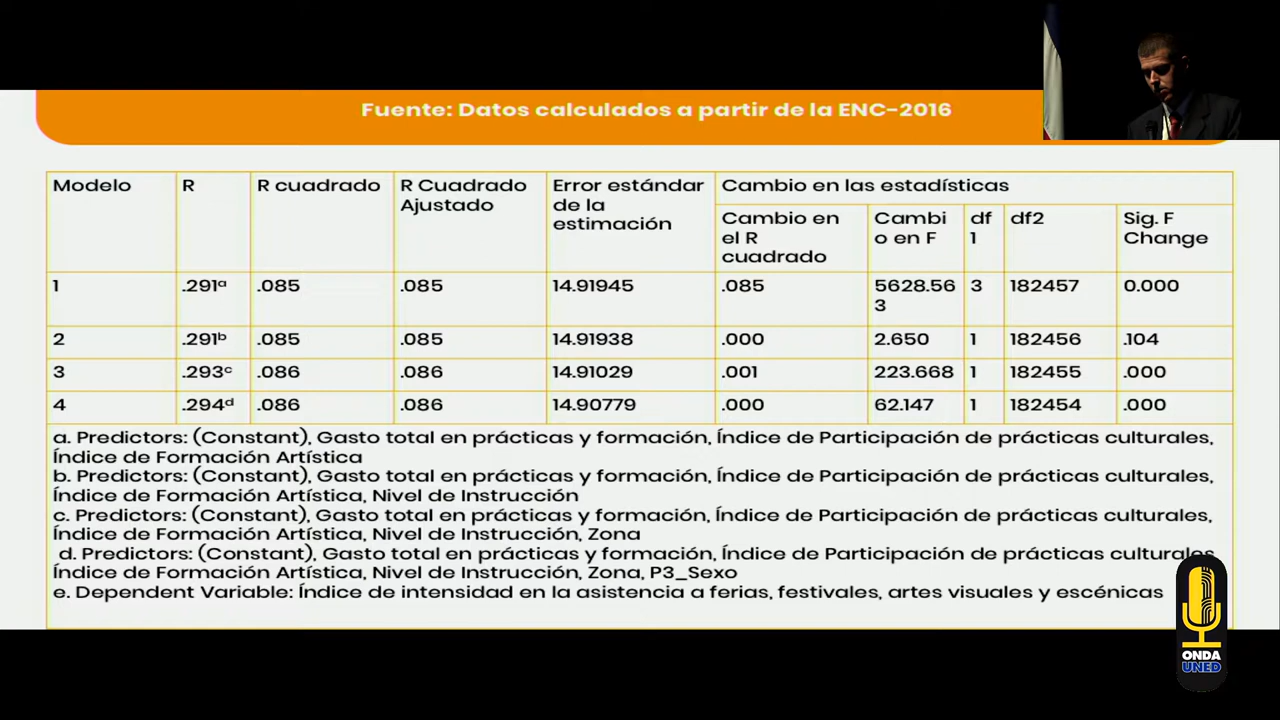 Fuente: Datos calculados a partir de la ENC-2016
Modelo R R cuadrado R Cuadrado Ajustado Error estándar de la estimación Cambio en las estadísticas
Cambio en el R cuadrado Cambi o en F df 1 df2 Sig. F Change
1 .291ᵃ .085 .085 14.91945 .085 5628.56 3 3 182457 0.000
2 .291ᵇ .085 .085 14.91938 .000 2.650 1 182456 .104
3 .293ᶜ .086 .086 14.91029 .001 223.668 1 182455 .000
4 .294ᵈ .086 .086 14.90779 .000 62.147 1 182454 .000
a. Predictors: (Constant), Gasto total en prácticas y formación, Índice de Participación de prácticas culturales,
Índice de Formación Artística
b. Predictors: (Constant), Gasto total en prácticas y formación, Índice de Participación de prácticas culturales,
Índice de Formación Artística, Nivel de Instrucción
c. Predictors: (Constant), Gasto total en prácticas y formación, Índice de Participación de prácticas culturales,
Índice de Formación Artística, Nivel de Instrucción, Zona
d. Predictors: (Constant), Gasto total en prácticas y formación, Índice de Participación de prácticas culturales,
Índice de Formación Artística, Nivel de Instrucción, Zona, P3_Sexo
e. Dependent Variable: Índice de intensidad en la asistencia a ferias, festivales, artes visuales y escénicas
ONDA
UNED